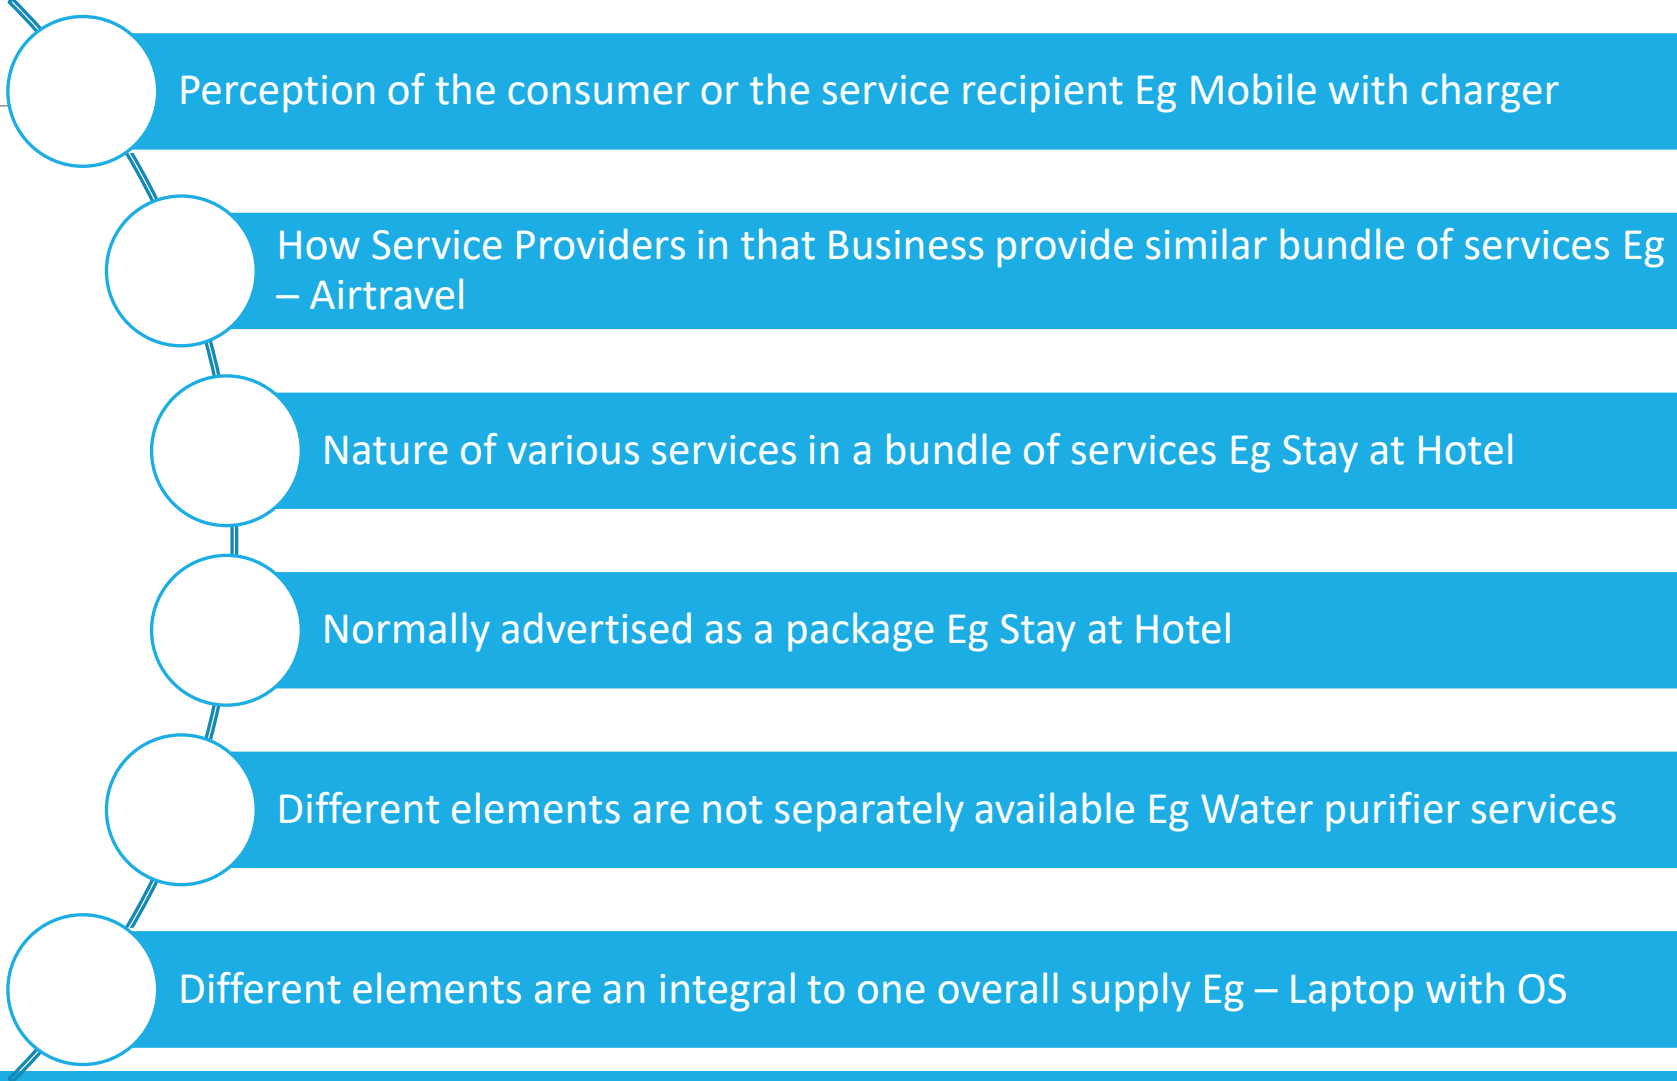 Perception of the consumer or the service recipient Eg Mobile with charger
How Service Providers in that Business provide similar bundle of services Eg
– Airtravel
Nature of various services in a bundle of services Eg Stay at Hotel
Normally advertised as a package Eg Stay at Hotel
Different elements are not separately available Eg Water purifier services
Different elements are an integral to one overall supply Eg – Laptop with OS